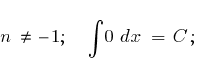 n ≠ −1; ∫0 dx = C;